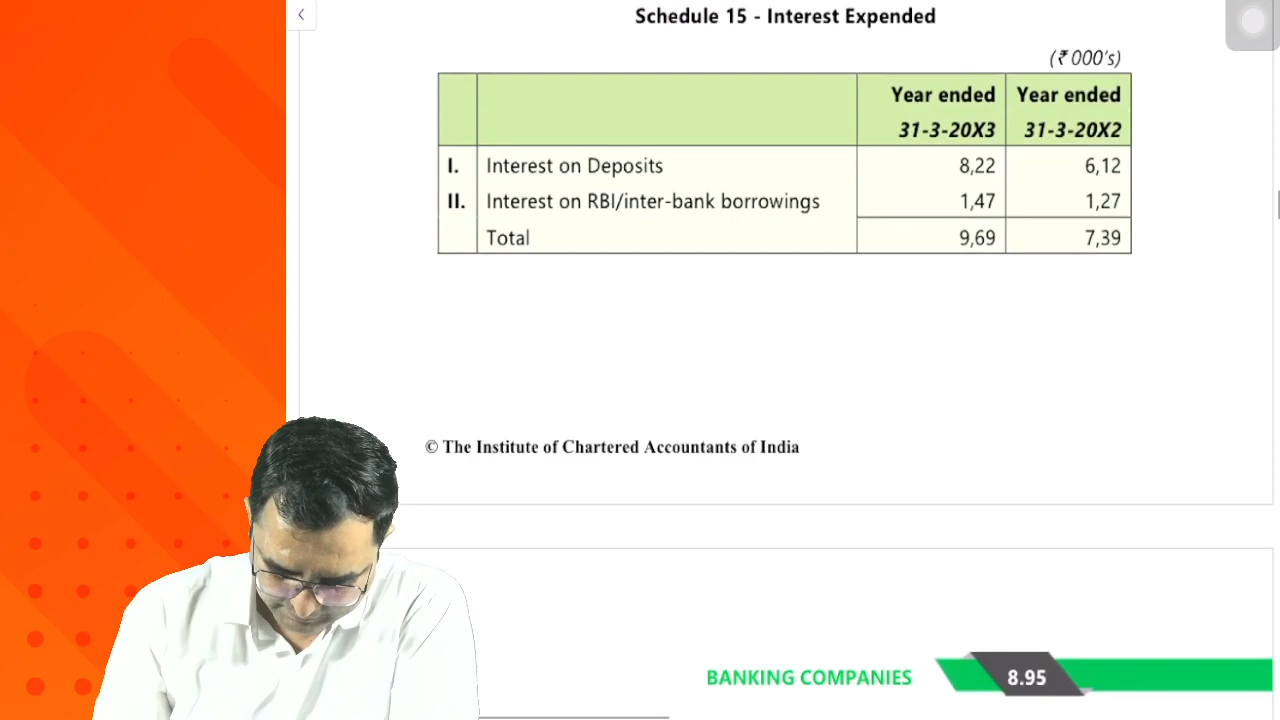 Schedule 15 - Interest Expended
(₹ 000's)
Year ended 31-3-20X3 Year ended 31-3-20X2
I. Interest on Deposits 8,22 6,12
II. Interest on RBI/inter-bank borrowings 1,47 1,27
Total 9,69 7,39
© The Institute of Chartered Accountants of India
BANKING COMPANIES 8.95